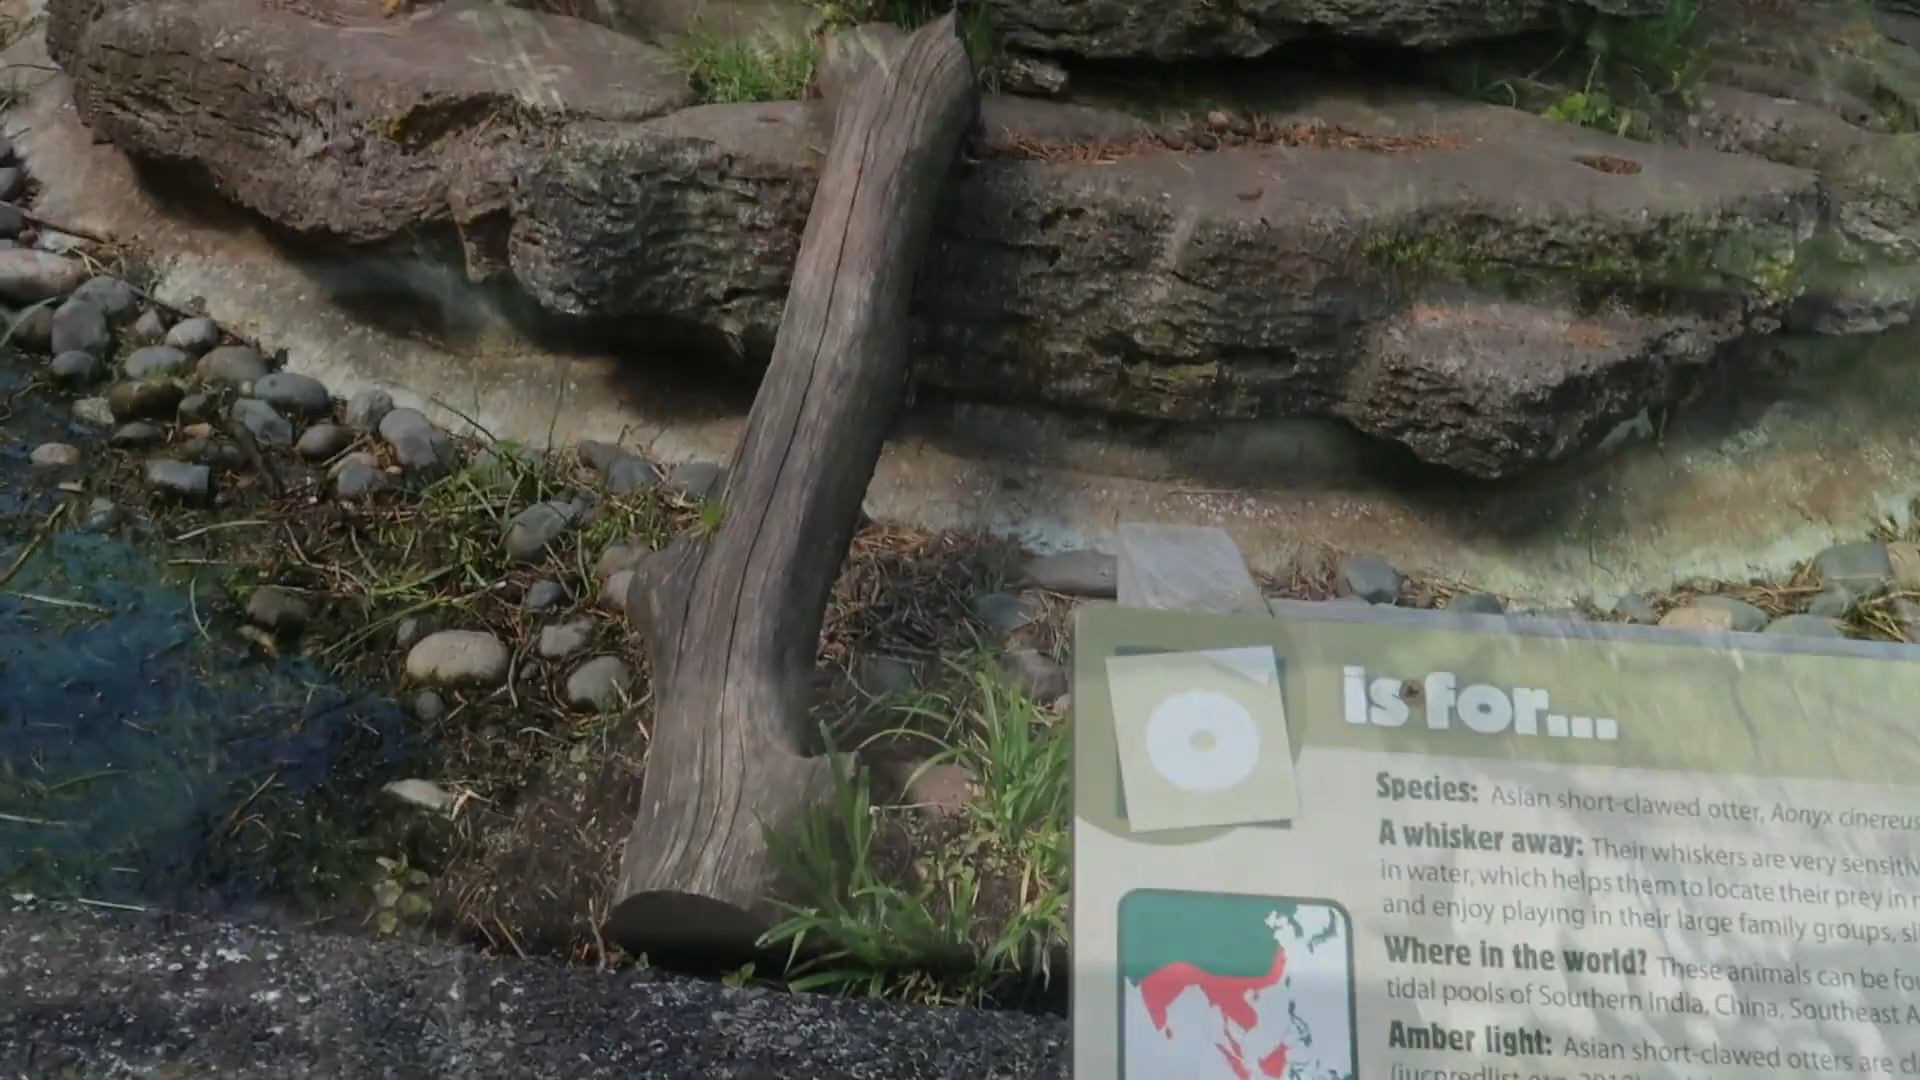 O is for...
Species: Asian short-clawed otter, Aonyx cinereus
A whisker away: Their whiskers are very
in water, which helps them to locate their prey in
and enjoy playing in their large family groups,
Where in the world? These animals can be
tidal pools of Southern India, China, Southeast
Amber light: Asian short-clawed otters are